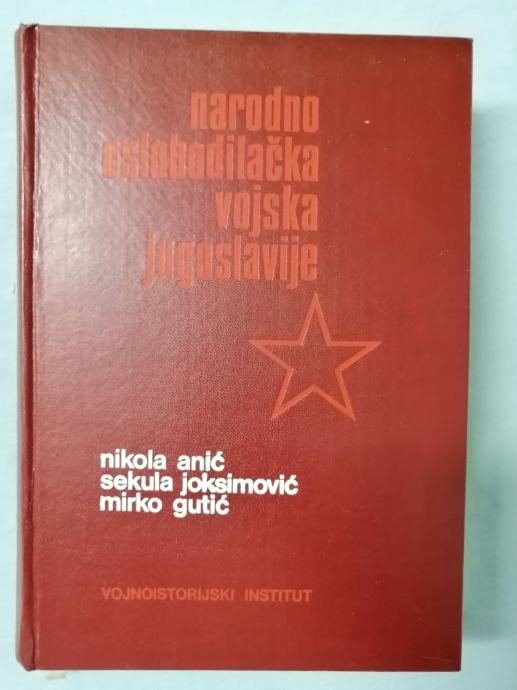 narodno
oslobodilačka
vojska
jugoslavije
nikola anić
sekula joksimović
mirko gutić
VOJNOISTORIJSKI INSTITUT